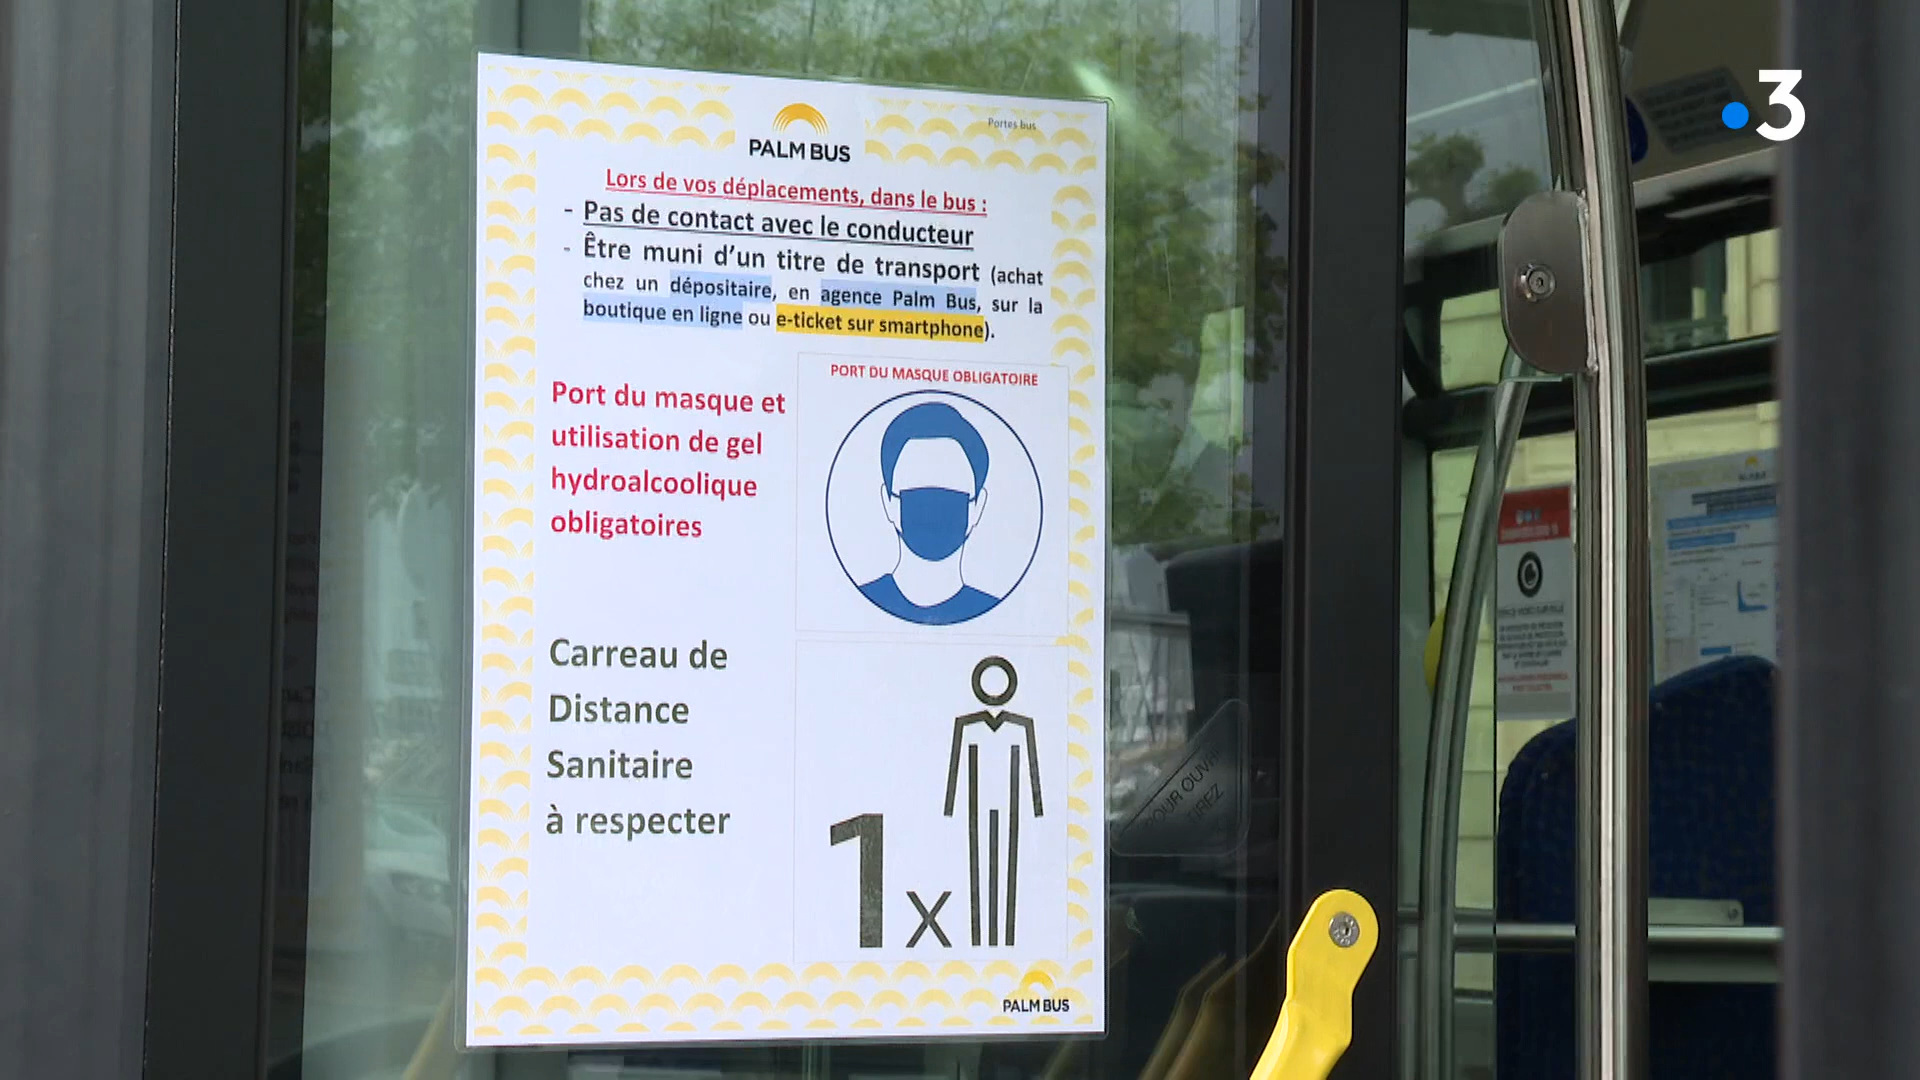 3
Portes bus
PALM BUS
Lors de vos déplacements, dans le bus :
- Pas de contact avec le conducteur
- Être muni d'un titre de transport (achat
chez un dépositaire, en agence Palm Bus, sur la
boutique en ligne ou e-ticket sur smartphone).
PORT DU MASQUE OBLIGATOIRE
Port du masque et
utilisation de gel
hydroalcoolique
obligatoires
Carreau de
Distance
Sanitaire
à respecter
1x
PALM BUS
POUR OUVRIR
TIREZ